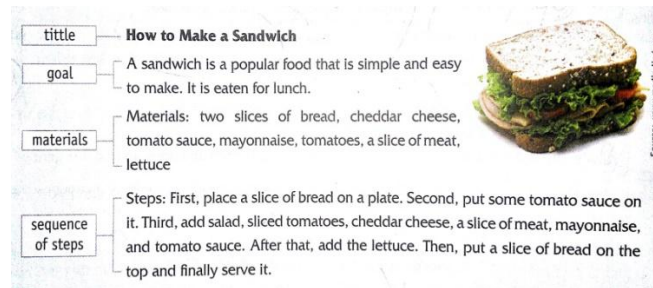 tittle
How to Make a Sandwich
goal
A sandwich is a popular food that is simple and easy
to make. It is eaten for lunch.
materials
Materials: two slices of bread, cheddar cheese,
tomato sauce, mayonnaise, tomatoes, a slice of meat,
lettuce
sequence
of steps
Steps: First, place a slice of bread on a plate. Second, put some tomato sauce on
it. Third, add salad, sliced tomatoes, cheddar cheese, a slice of meat, mayonnaise,
and tomato sauce. After that, add the lettuce. Then, put a slice of bread on the
top and finally serve it.